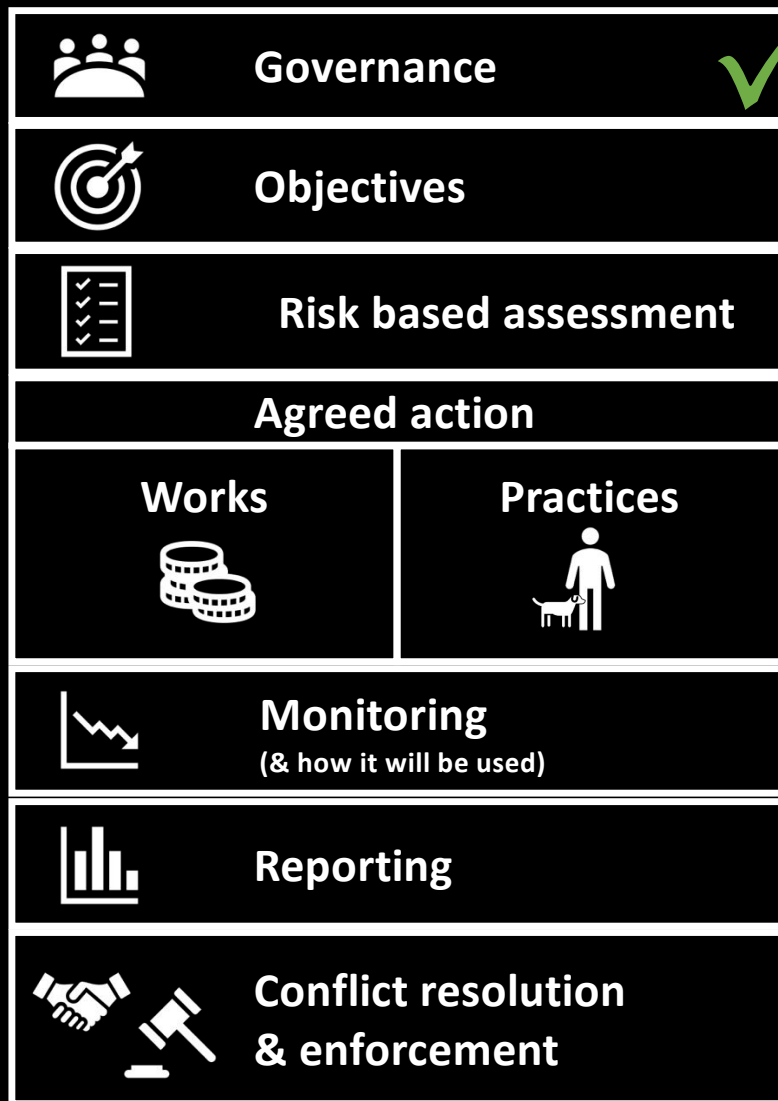 Governance
Objectives
Risk based assessment
Agreed action
Works
Practices
Monitoring
(& how it will be used)
Reporting
Conflict resolution
& enforcement